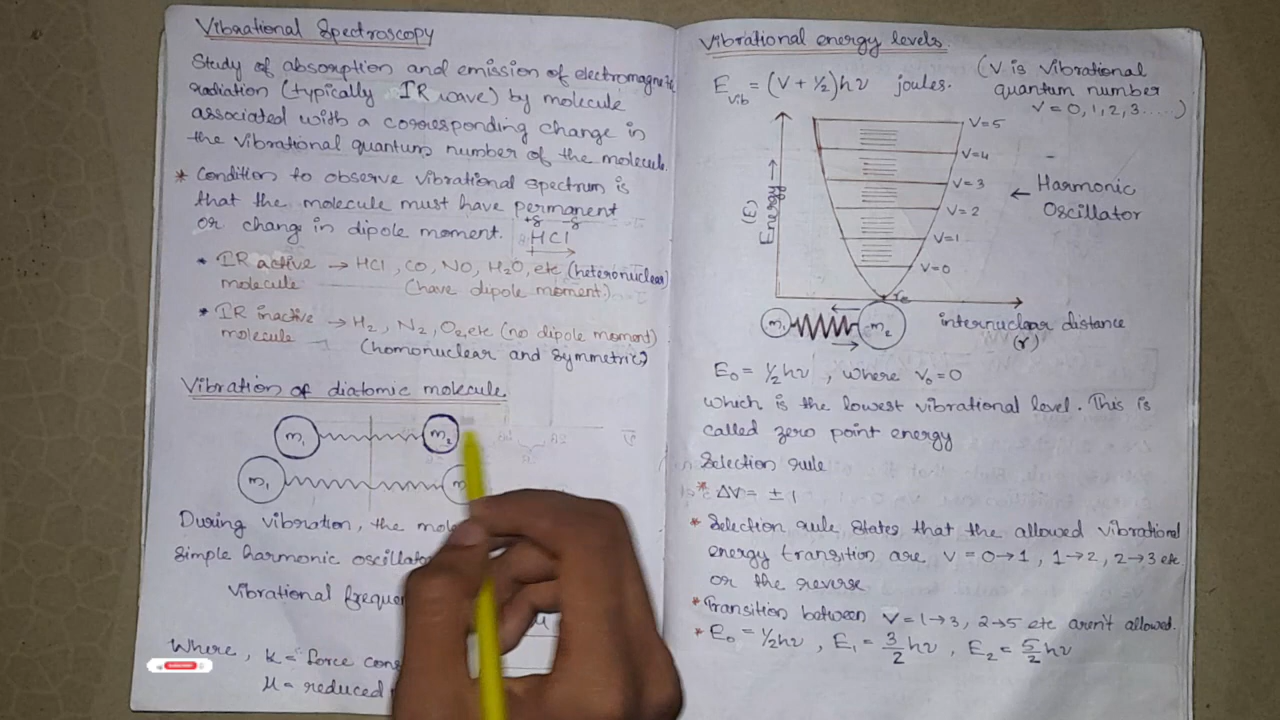 Vibrational Spectroscopy
Study of absorption and emission of electromagnetic
radiation (typically IR wave) by molecule
associated with a corresponding change in
the vibrational quantum number of the molecule.
* Condition to observe vibrational spectrum is
that the molecule must have permanent
or change in dipole moment. +δ -δ HCl
* IR active molecule → HCl, CO, NO, H2O, etc (heteronuclear)
(have dipole moment.)
* IR inactive molecule → H2, N2, O2, etc (no dipole moment)
(homonuclear and symmetric)
Vibration of diatomic molecule
m1 m2
m1
During vibration, the
simple harmonic oscillator
Vibrational
Where, K = force
μ = reduced
Vibrational energy levels.
E vib = (V + ½)hν joules. (V is vibrational
quantum number
V = 0, 1, 2, 3.....)
V=5
V=4
V=3
V=2
V=1
V=0
← Harmonic
Oscillator
(E)
Energy →
re
m1 m2
internuclear distance
(r)
E0 = ½hν, where V0 = 0
which is the lowest vibrational level. This is
called zero point energy
Selection rule
* ΔV = ± 1
* Selection rule states that the allowed vibrational
energy transition are V = 0→1, 1→2, 2→3 etc
or the reverse
* Transition between V = 1→3, 2→5 etc aren't allowed.
* E0 = ½hν, E1 = 3/2 hν, E2 = 5/2 hν